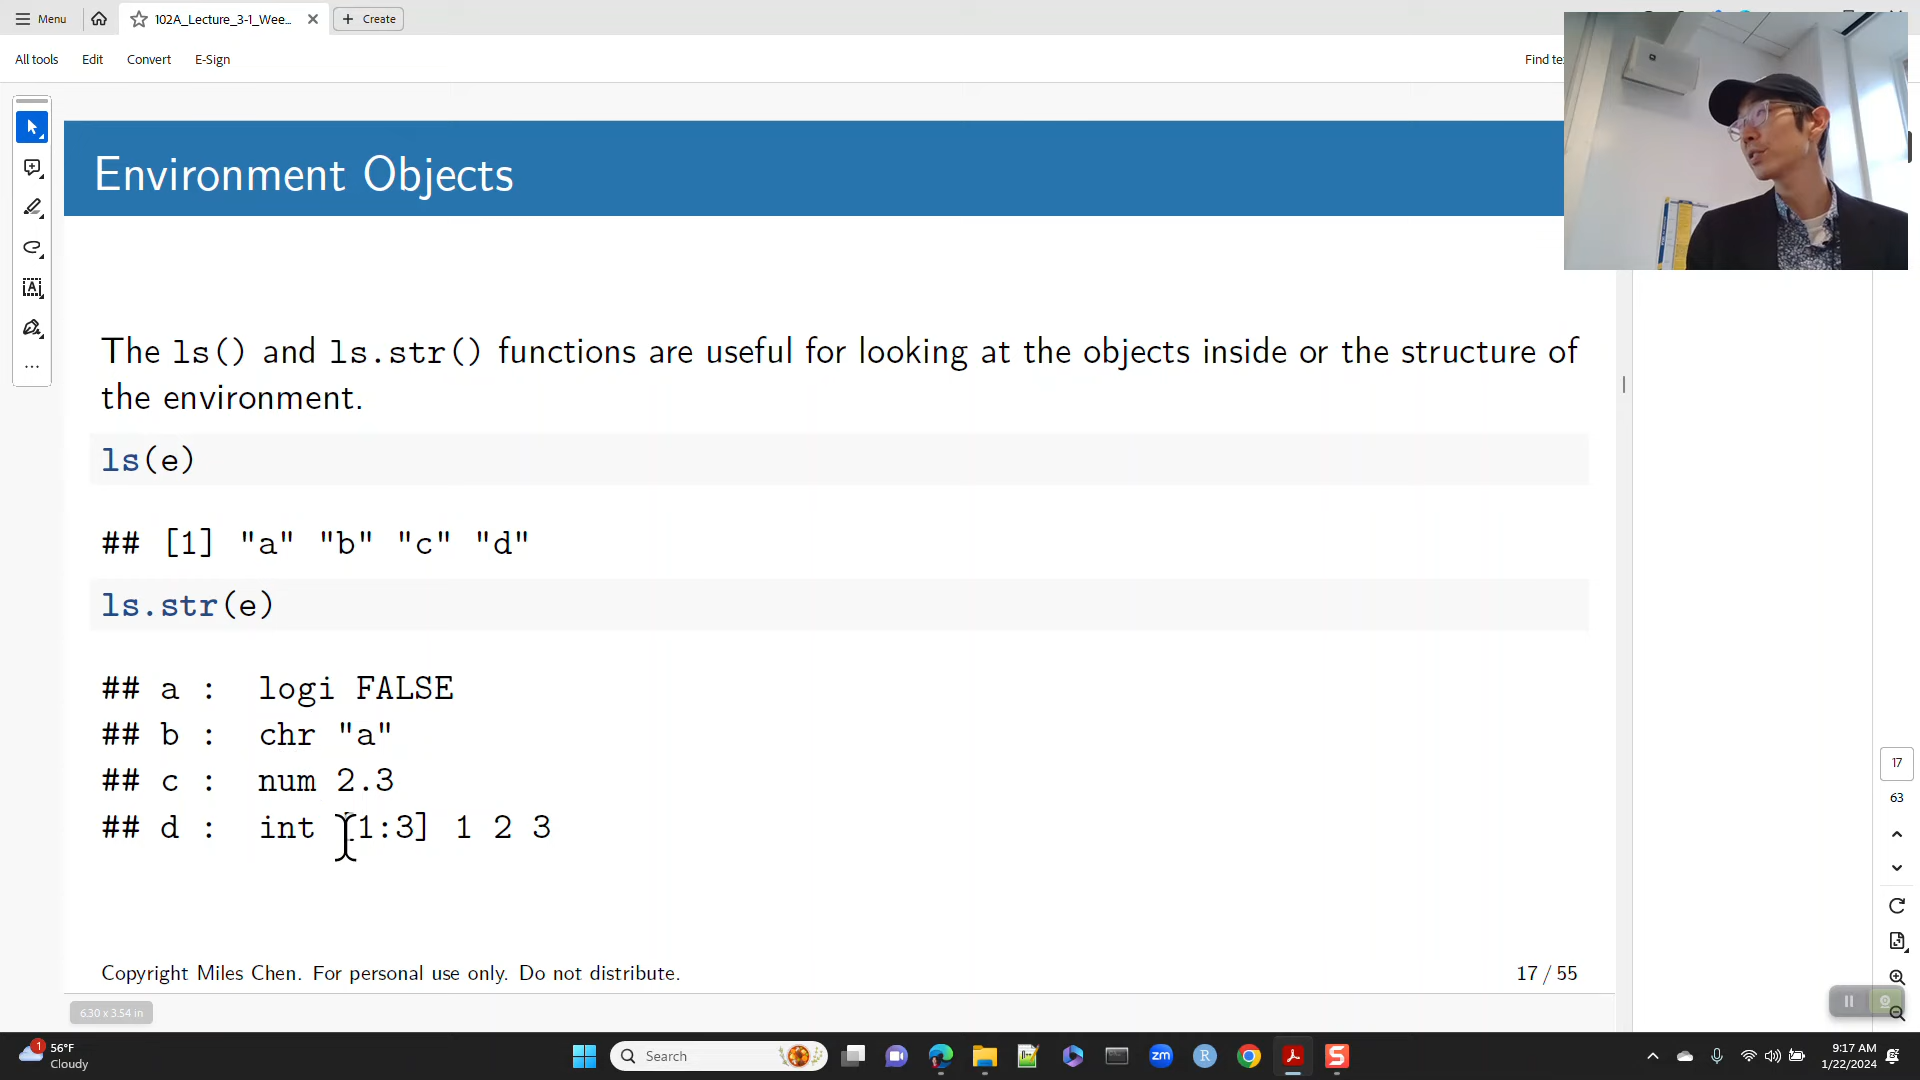 Menu
102A_Lecture_3-1_Wee...
Create
All tools
Edit
Convert
E-Sign
Find te
Environment Objects
The ls() and ls.str() functions are useful for looking at the objects inside or the structure of
the environment.
ls(e)
## [1] "a" "b" "c" "d"
ls.str(e)
## a :  logi FALSE
## b :  chr "a"
## c :  num 2.3
## d :  int [1:3] 1 2 3
17
63
Copyright Miles Chen. For personal use only. Do not distribute.
17 / 55
6.30 x 3.54 in
1
56°F
Cloudy
Search
zm
R
S
9:17 AM
1/22/2024